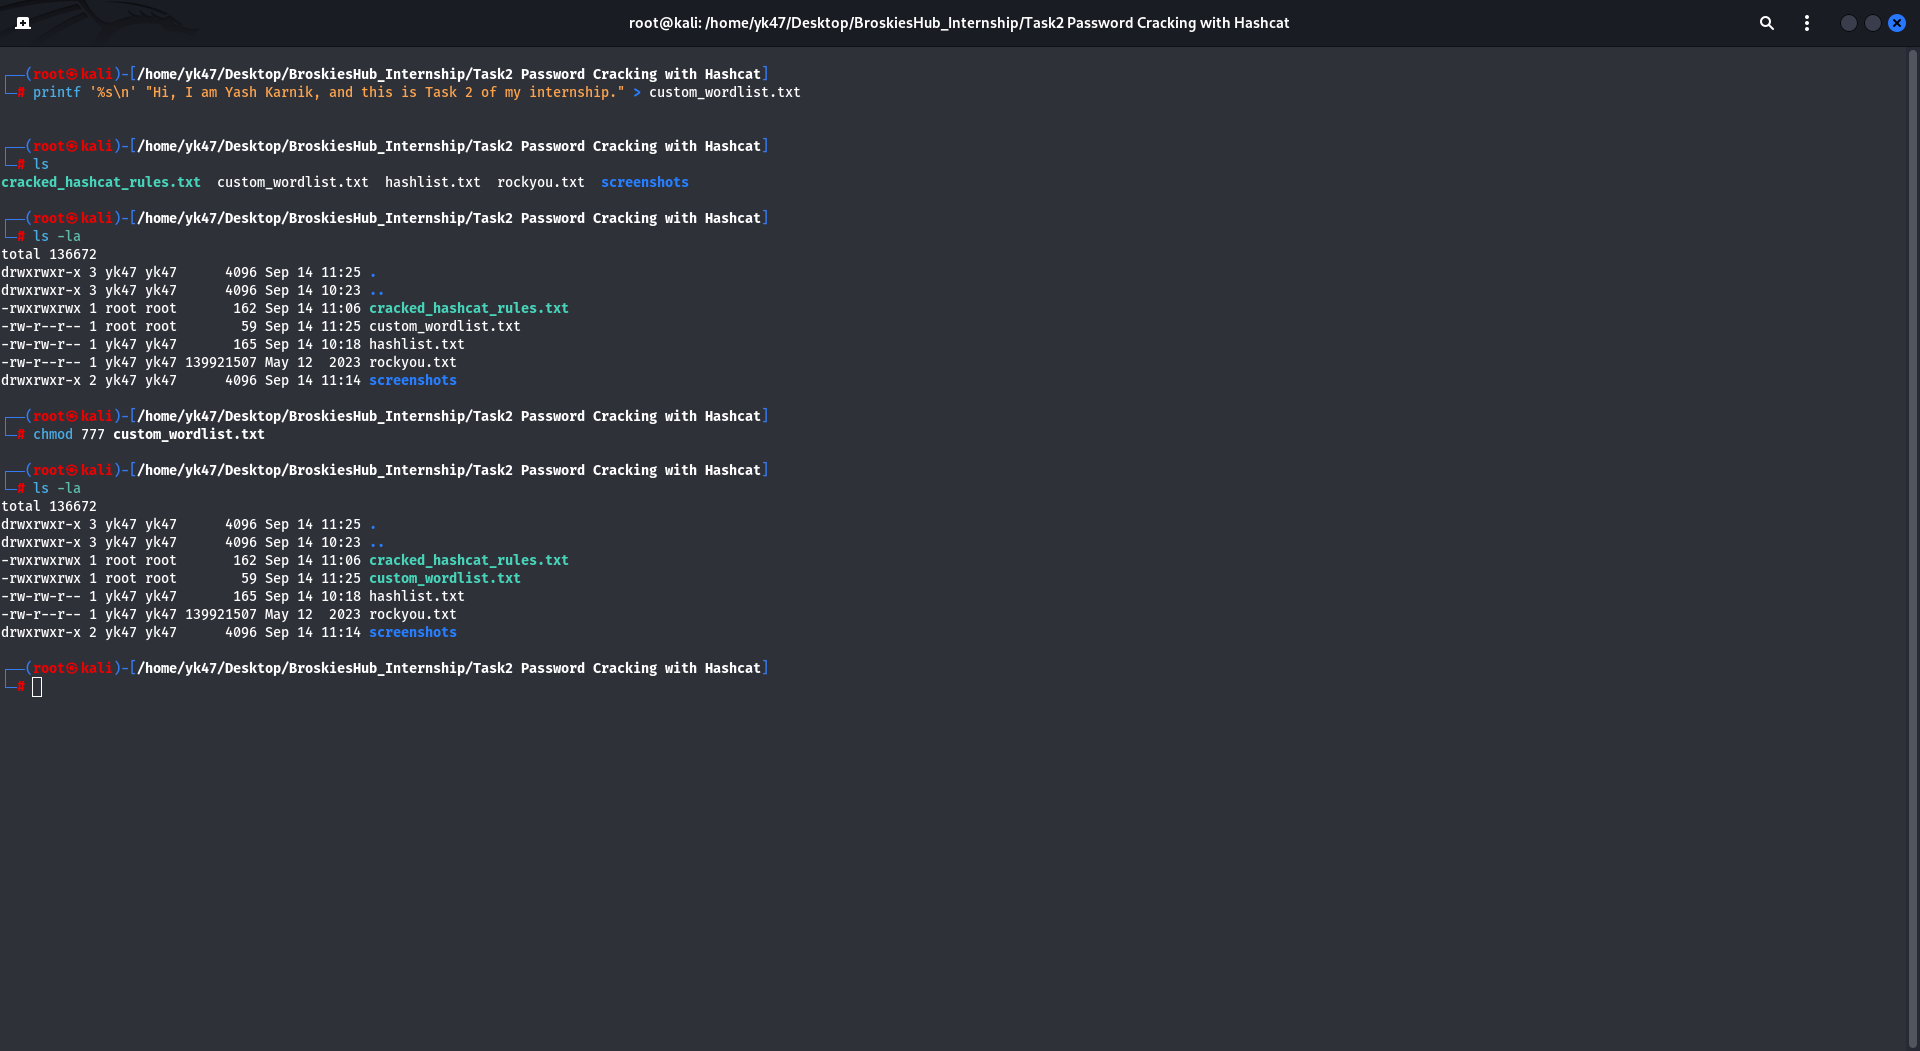 root@kali: /home/yk47/Desktop/BroskiesHub_Internship/Task2 Password Cracking with Hashcat
┌──(root㉿kali)-[/home/yk47/Desktop/BroskiesHub_Internship/Task2 Password Cracking with Hashcat]
└─# printf '%s\n' "Hi, I am Yash Karnik, and this is Task 2 of my internship." > custom_wordlist.txt
┌──(root㉿kali)-[/home/yk47/Desktop/BroskiesHub_Internship/Task2 Password Cracking with Hashcat]
└─# ls
cracked_hashcat_rules.txt  custom_wordlist.txt  hashlist.txt  rockyou.txt  screenshots
┌──(root㉿kali)-[/home/yk47/Desktop/BroskiesHub_Internship/Task2 Password Cracking with Hashcat]
└─# ls -la
total 136672
drwxrwxr-x 3 yk47 yk47      4096 Sep 14 11:25 .
drwxrwxr-x 3 yk47 yk47      4096 Sep 14 10:23 ..
-rwxrwxrwx 1 root root       162 Sep 14 11:06 cracked_hashcat_rules.txt
-rw-r--r-- 1 root root        59 Sep 14 11:25 custom_wordlist.txt
-rw-rw-r-- 1 yk47 yk47       165 Sep 14 10:18 hashlist.txt
-rw-r--r-- 1 yk47 yk47 139921507 May 12  2023 rockyou.txt
drwxrwxr-x 2 yk47 yk47      4096 Sep 14 11:14 screenshots
┌──(root㉿kali)-[/home/yk47/Desktop/BroskiesHub_Internship/Task2 Password Cracking with Hashcat]
└─# chmod 777 custom_wordlist.txt
┌──(root㉿kali)-[/home/yk47/Desktop/BroskiesHub_Internship/Task2 Password Cracking with Hashcat]
└─# ls -la
total 136672
drwxrwxr-x 3 yk47 yk47      4096 Sep 14 11:25 .
drwxrwxr-x 3 yk47 yk47      4096 Sep 14 10:23 ..
-rwxrwxrwx 1 root root       162 Sep 14 11:06 cracked_hashcat_rules.txt
-rwxrwxrwx 1 root root        59 Sep 14 11:25 custom_wordlist.txt
-rw-rw-r-- 1 yk47 yk47       165 Sep 14 10:18 hashlist.txt
-rw-r--r-- 1 yk47 yk47 139921507 May 12  2023 rockyou.txt
drwxrwxr-x 2 yk47 yk47      4096 Sep 14 11:14 screenshots
┌──(root㉿kali)-[/home/yk47/Desktop/BroskiesHub_Internship/Task2 Password Cracking with Hashcat]
└─#